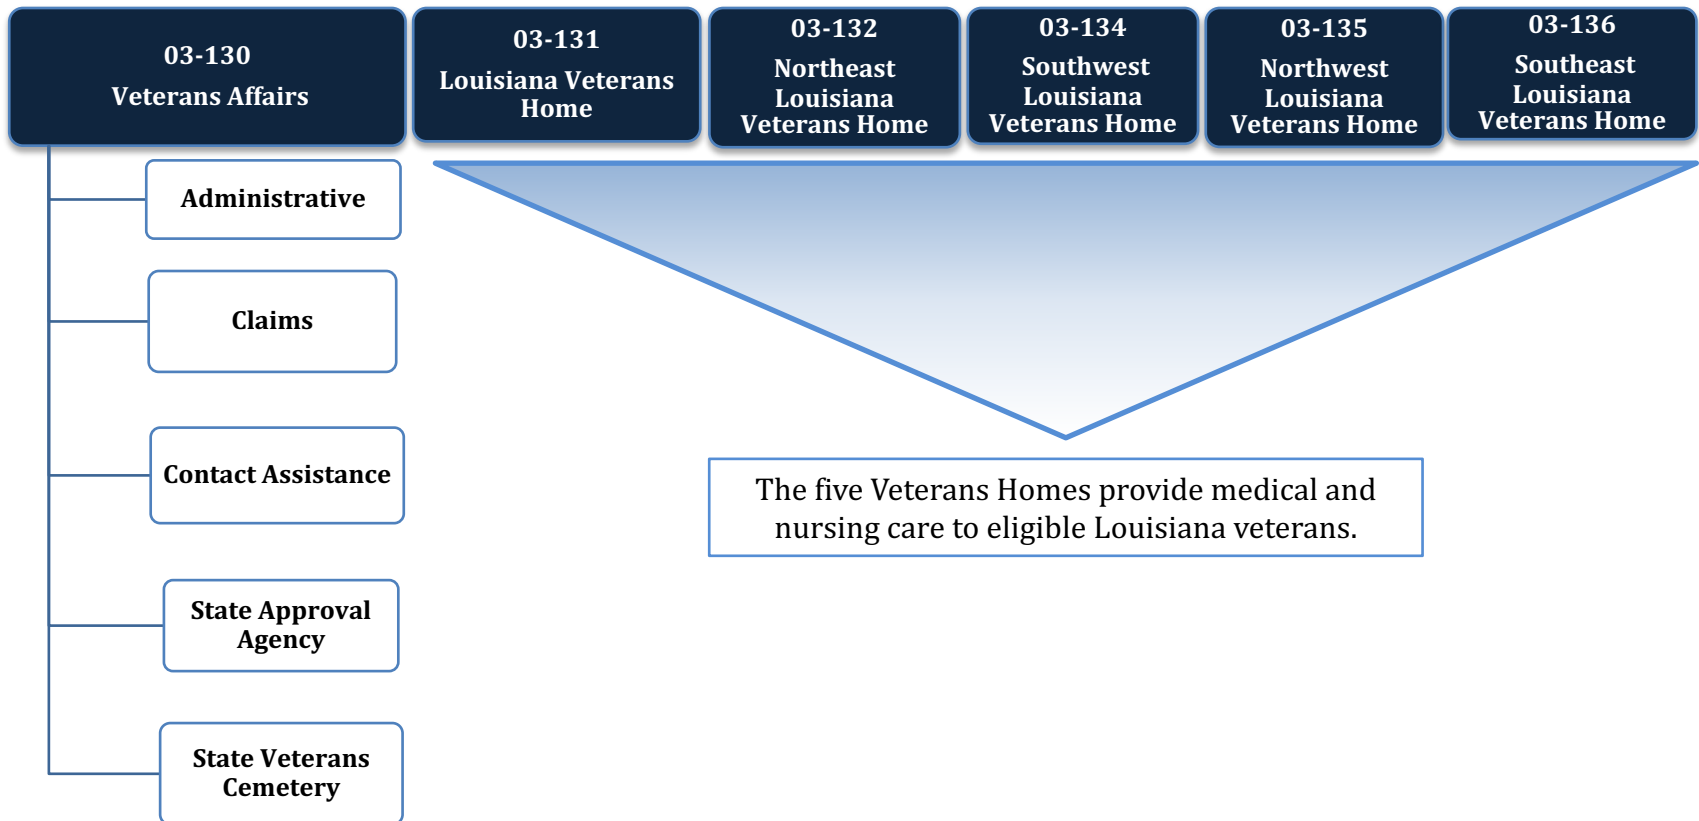 03-130
Veterans Affairs
03-131
Louisiana Veterans
Home
03-132
Northeast
Louisiana
Veterans Home
03-134
Southwest
Louisiana
Veterans Home
03-135
Northwest
Louisiana
Veterans Home
03-136
Southeast
Louisiana
Veterans Home
Administrative
Claims
Contact Assistance
State Approval
Agency
State Veterans
Cemetery
The five Veterans Homes provide medical and
nursing care to eligible Louisiana veterans.